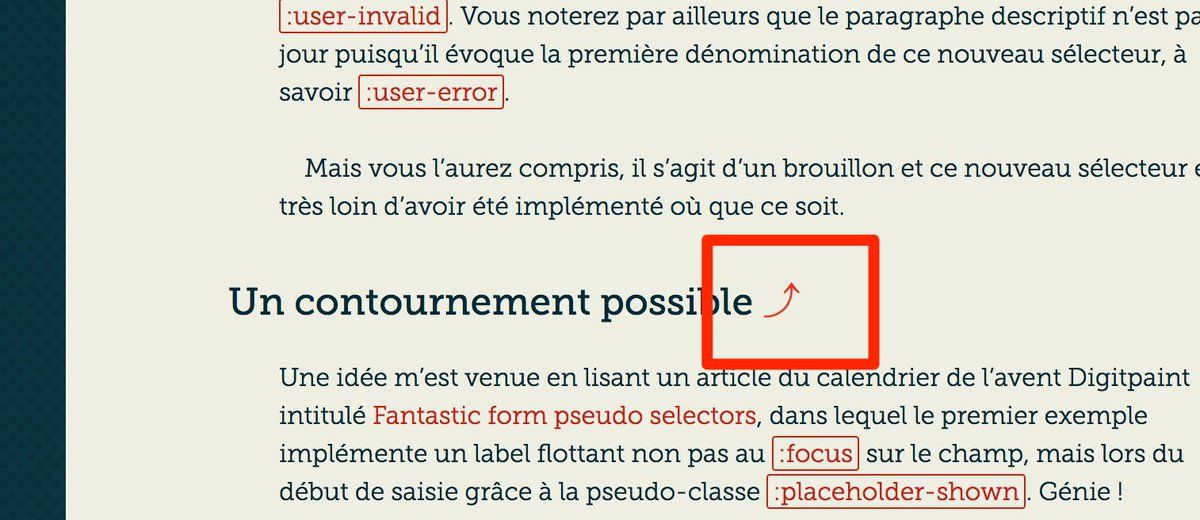 :user-invalid. Vous noterez par ailleurs que le paragraphe descriptif n’est pa
jour puisqu’il évoque la première dénomination de ce nouveau sélecteur, à
savoir :user-error.
Mais vous l’aurez compris, il s’agit d’un brouillon et ce nouveau sélecteur e
très loin d’avoir été implémenté où que ce soit.
Un contournement possible ⤴
Une idée m’est venue en lisant un article du calendrier de l’avent Digitpaint
intitulé Fantastic form pseudo selectors, dans lequel le premier exemple
implémente un label flottant non pas au :focus sur le champ, mais lors du
début de saisie grâce à la pseudo-classe :placeholder-shown. Génie !